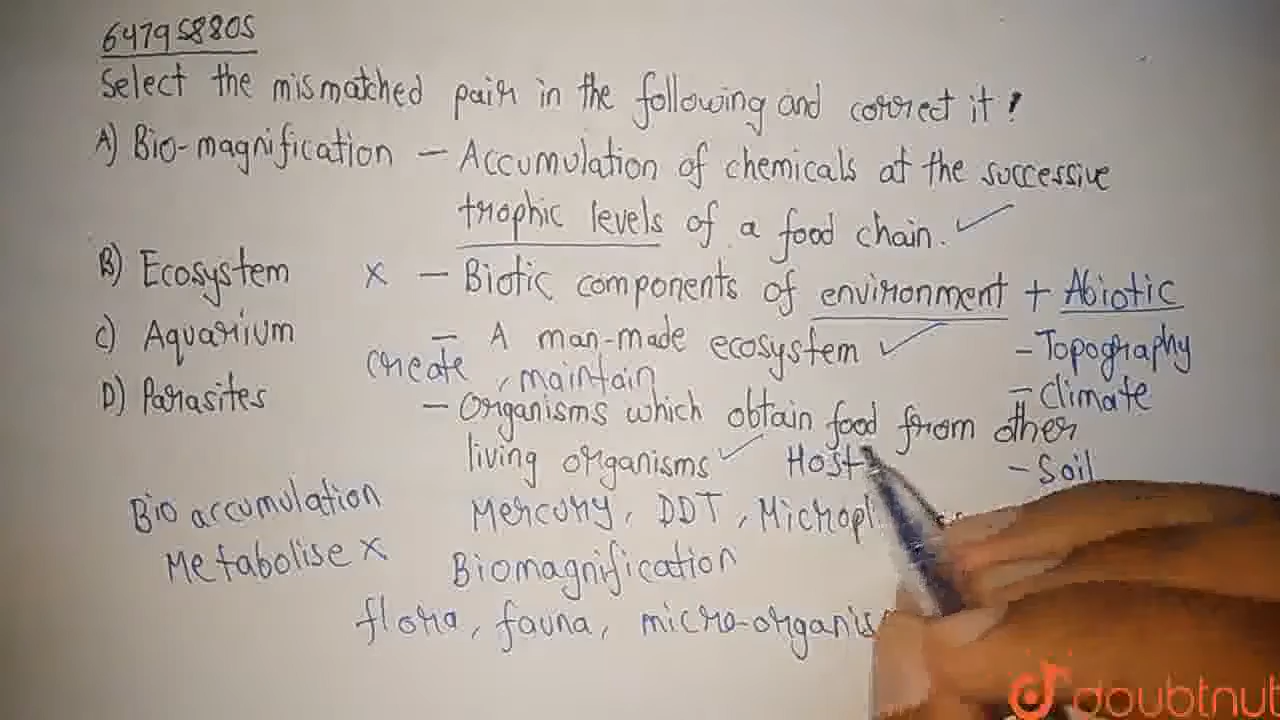 64795880S
Select the mismatched pair in the following and correct it!
A) Bio-magnification - Accumulation of chemicals at the successive
trophic levels of a food chain. ✓
B) Ecosystem x - Biotic components of environment + Abiotic
C) Aquarium - A man-made ecosystem ✓ - Topography
create, maintain - Climate
D) Parasites - Organisms which obtain food from other
living organisms ✓ Host - Soil
Bio accumulation Mercury, DDT,
Metabolise x Biomagnification
flora, fauna,
doubtnut